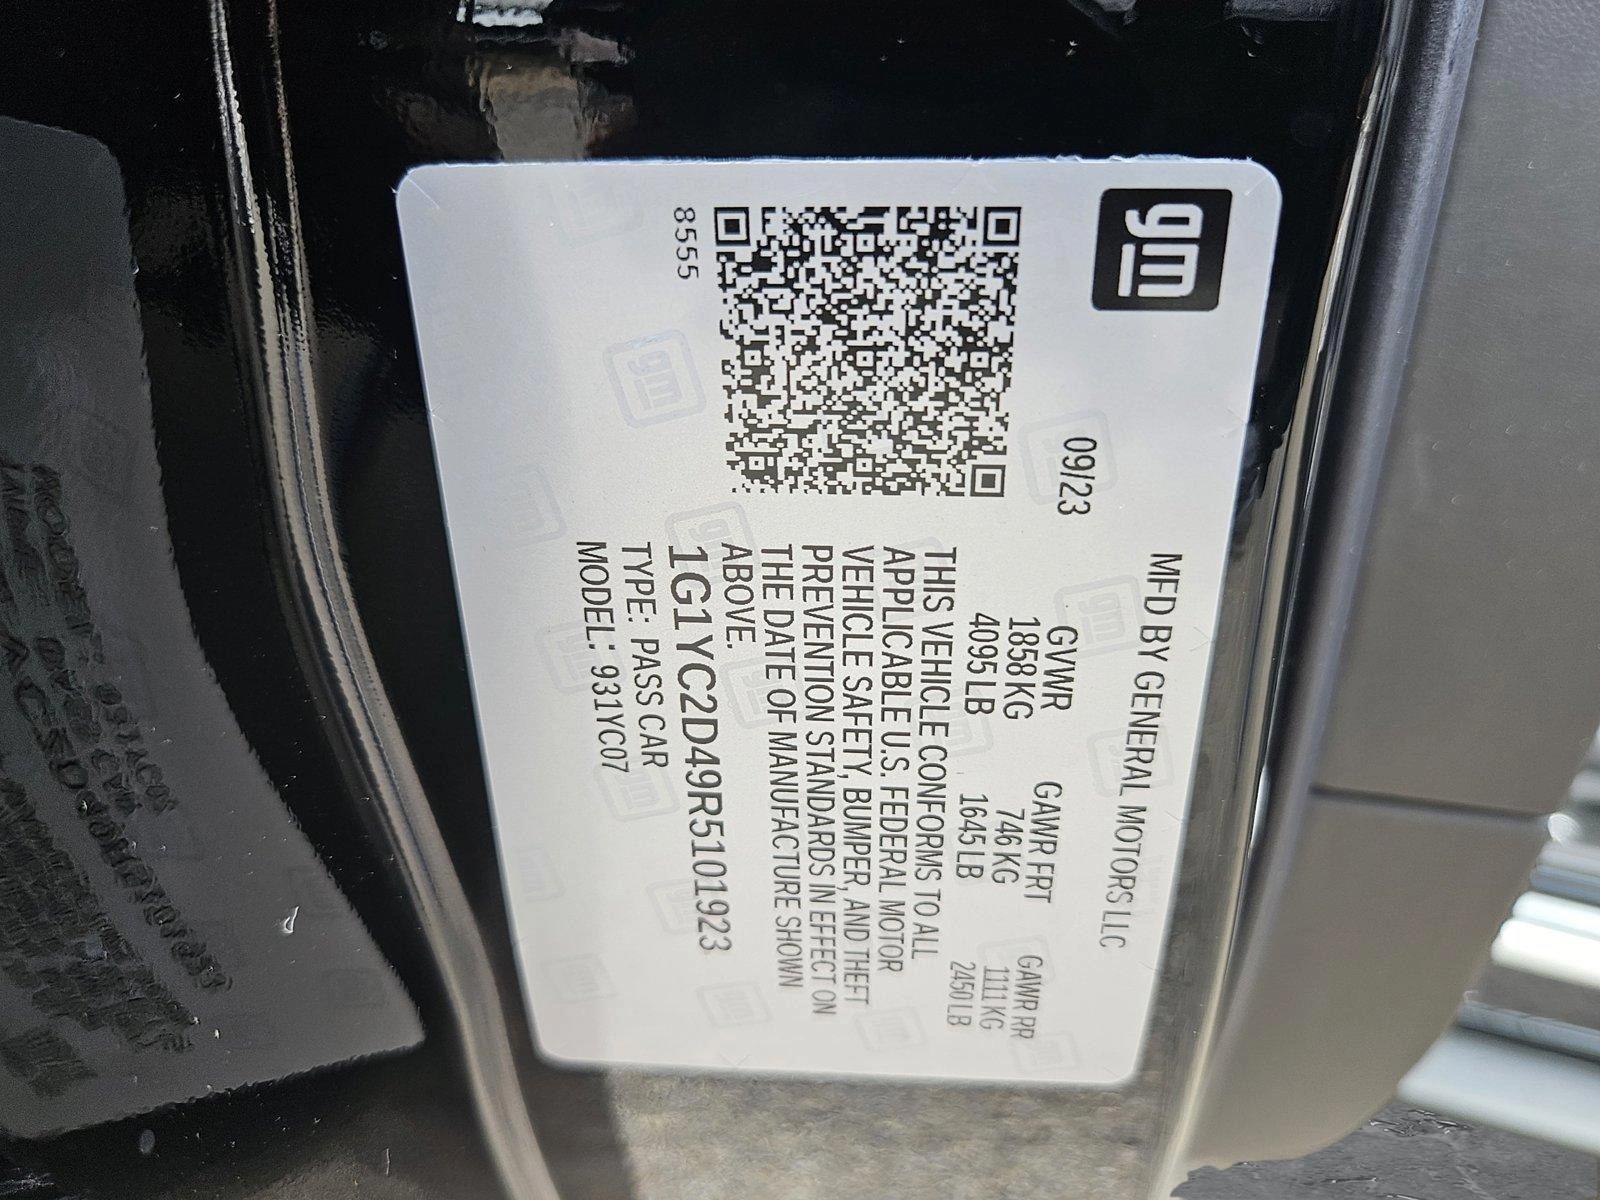 gm
MFD BY GENERAL MOTORS LLC
09/23
GVWR GAWR FRT GAWR RR
1858 KG 746 KG 1111 KG
4095 LB 1645 LB 2450 LB
THIS VEHICLE CONFORMS TO ALL
APPLICABLE U.S. FEDERAL MOTOR
VEHICLE SAFETY, BUMPER, AND THEFT
PREVENTION STANDARDS IN EFFECT ON
THE DATE OF MANUFACTURE SHOWN
ABOVE.
1G1YC2D49R5101923
TYPE: PASS CAR
MODEL: 931YC07
8555